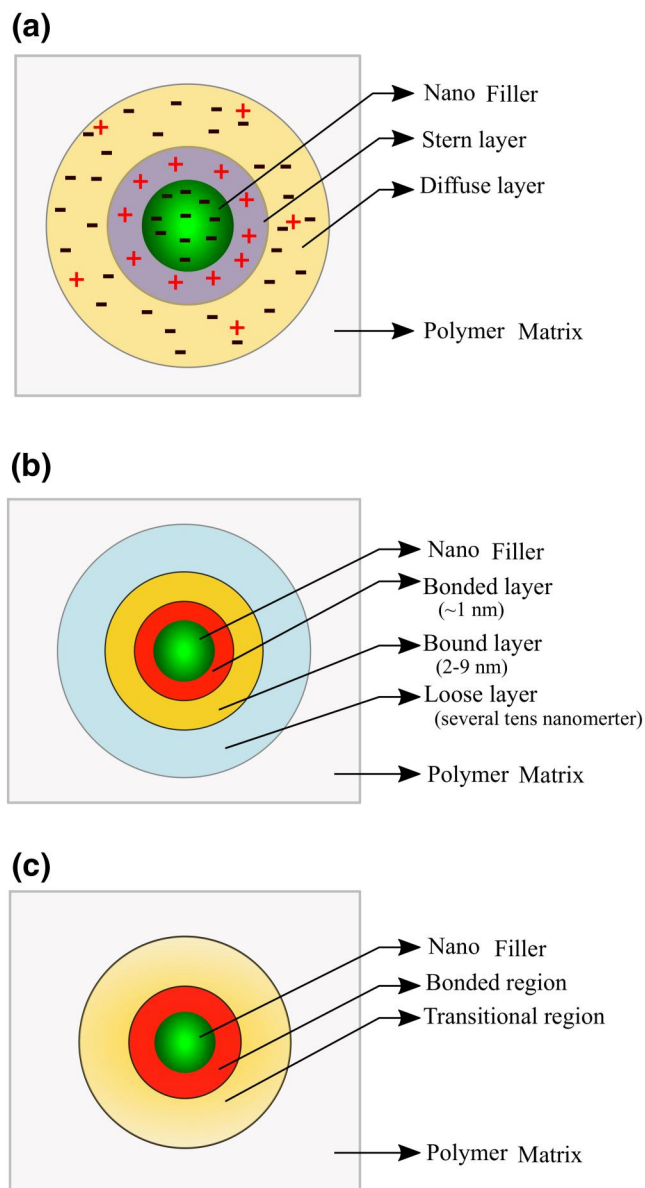 (a)
Nano Filler
Stern layer
Diffuse layer
Polymer Matrix
(b)
Nano Filler
Bonded layer
(~1 nm)
Bound layer
(2-9 nm)
Loose layer
(several tens nanomerter)
Polymer Matrix
(c)
Nano Filler
Bonded region
Transitional region
Polymer Matrix